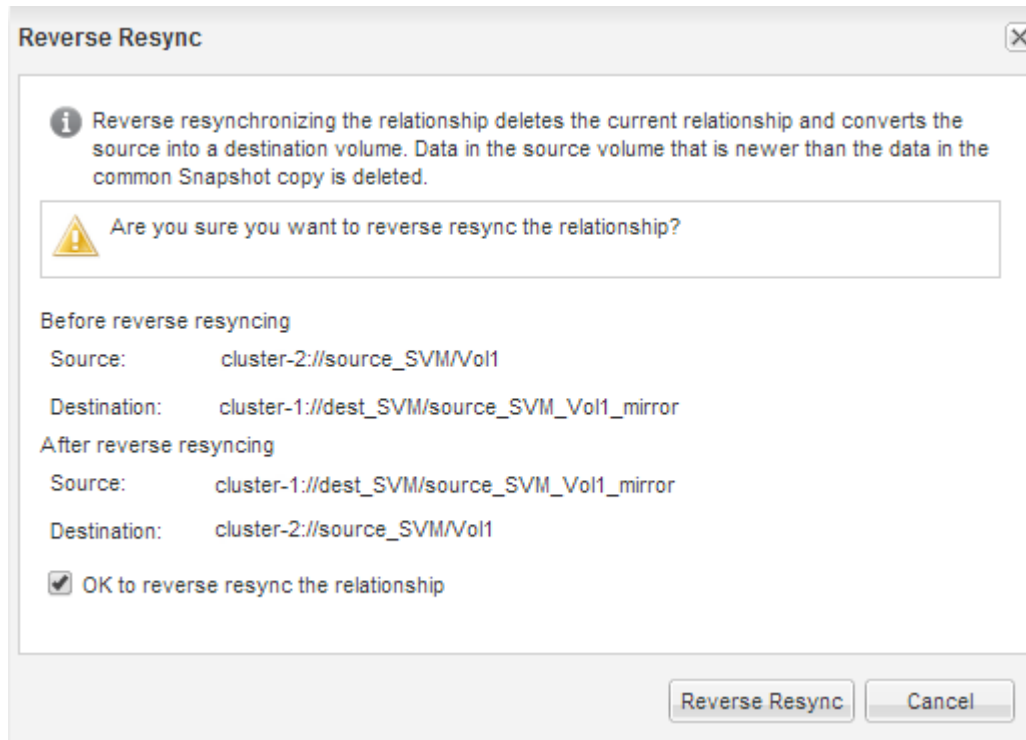 Reverse Resync
Reverse resynchronizing the relationship deletes the current relationship and converts the
source into a destination volume. Data in the source volume that is newer than the data in the
common Snapshot copy is deleted.
Are you sure you want to reverse resync the relationship?
Before reverse resyncing
Source: cluster-2://source_SVM/Vol1
Destination: cluster-1://dest_SVM/source_SVM_Vol1_mirror
After reverse resyncing
Source: cluster-1://dest_SVM/source_SVM_Vol1_mirror
Destination: cluster-2://source_SVM/Vol1
OK to reverse resync the relationship
Reverse Resync Cancel